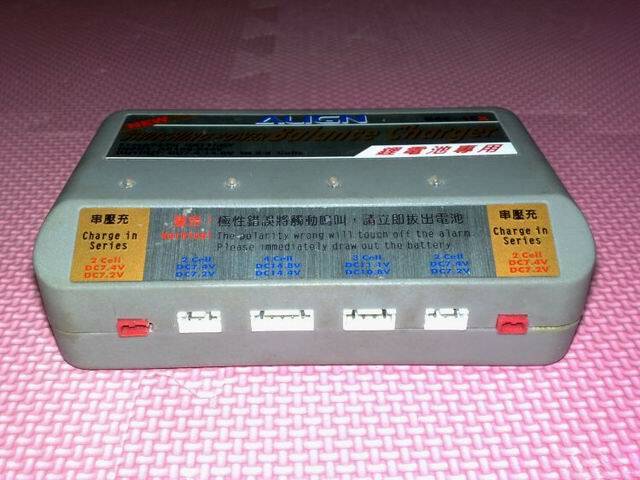 NEW
ALIGN
Balance Charger
鋰電池專用
串壓充
Charge in
Series
2 Cell
DC7.4V
DC7.2V
極性錯誤將觸動鳴叫，請立即拔出電池
The polarity wrong will touch off the alarm.
Please immediately draw out the battery
2 Cell
DC7.4V
DC7.2V
4 Cell
DC14.8V
DC14.4V
3 Cell
DC11.1V
DC10.8V
2 Cell
DC7.4V
DC7.2V
串壓充
Charge in
Series
2 Cell
DC7.4V
DC7.2V